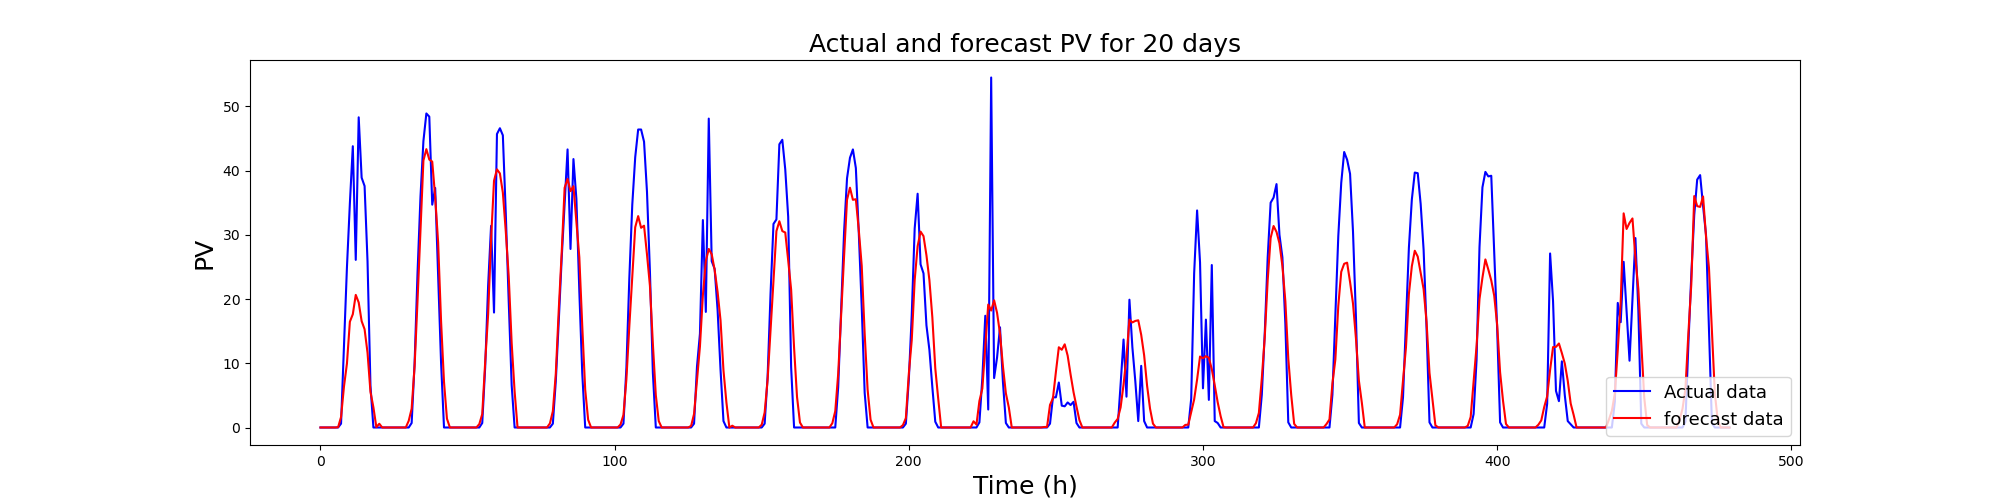 Actual and forecast PV for 20 days
PV
50
40
30
20
10
0
0 100 200 300 400 500
Time (h)
Actual data
forecast data